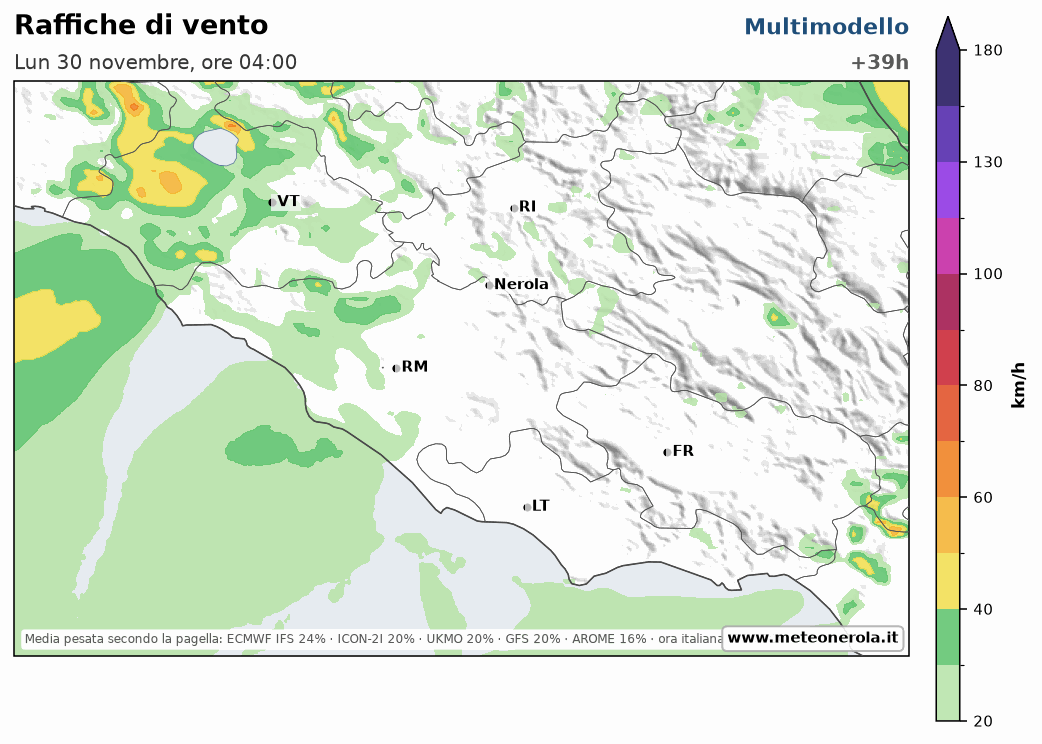 Raffiche di vento
Multimodello
Lun 30 novembre, ore 04:00
+39h
VT
RI
Nerola
RM
FR
LT
Media pesata secondo la pagella: ECMWF IFS 24% · ICON-2I 20% · UKMO 20% · GFS 20% · AROME 16% · ora italiana
www.meteonerola.it
180
130
100
80
60
40
20
km/h